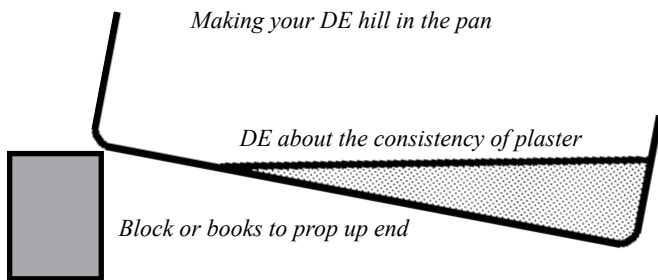 Making your DE hill in the pan
DE about the consistency of plaster
Block or books to prop up end